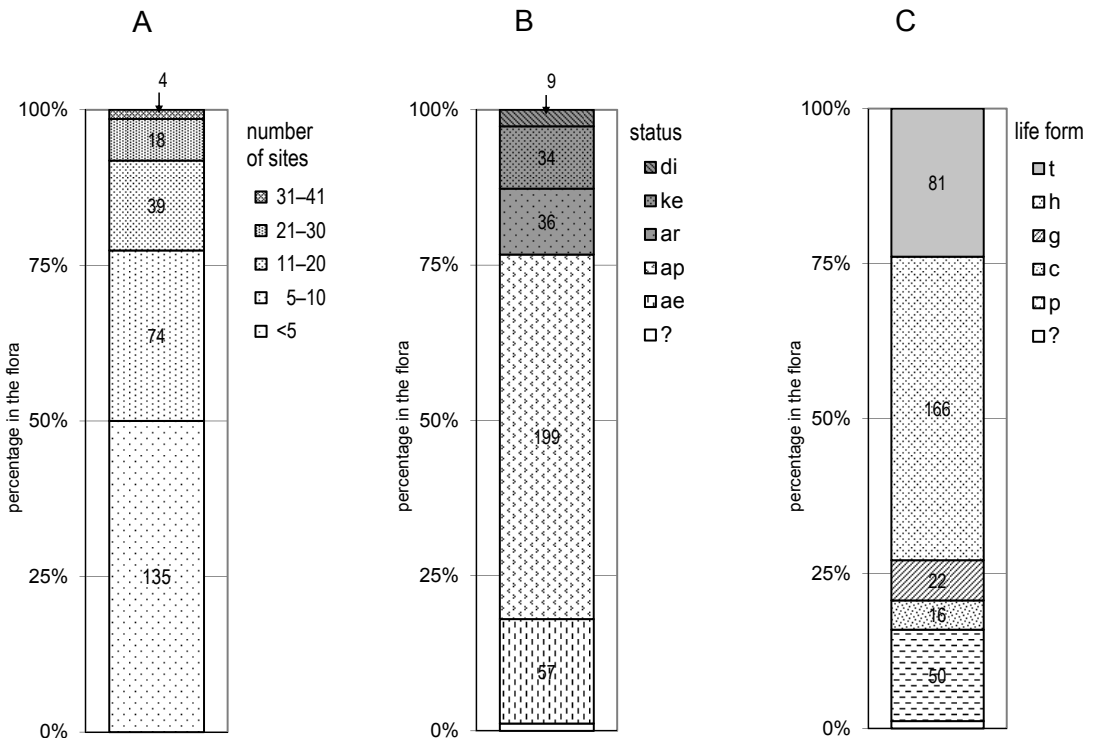 A
4
100%
75%
50%
25%
0%
percentage in the flora
18
39
74
135
number
of sites
31–41
21–30
11–20
5–10
<5
B
9
100%
75%
50%
25%
0%
percentage in the flora
34
36
199
57
status
di
ke
ar
ap
ae
?
C
100%
75%
50%
25%
0%
percentage in the flora
81
166
22
16
50
life form
t
h
g
c
p
?